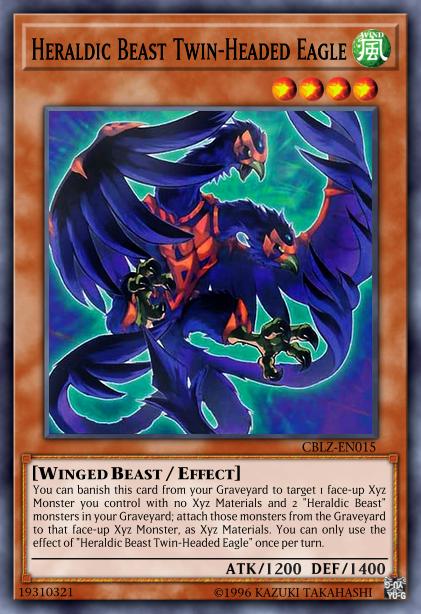 HERALDIC BEAST TWIN-HEADED EAGLE
WIND
風
CBLZ-EN015
[WINGED BEAST / EFFECT]
You can banish this card from your Graveyard to target 1 face-up Xyz
Monster you control with no Xyz Materials and 2 "Heraldic Beast"
monsters in your Graveyard; attach those monsters from the Graveyard
to that face-up Xyz Monster, as Xyz Materials. You can only use the
effect of "Heraldic Beast Twin-Headed Eagle" once per turn.
ATK/1200 DEF/1400
19310321
©1996 KAZUKI TAKAHASHI